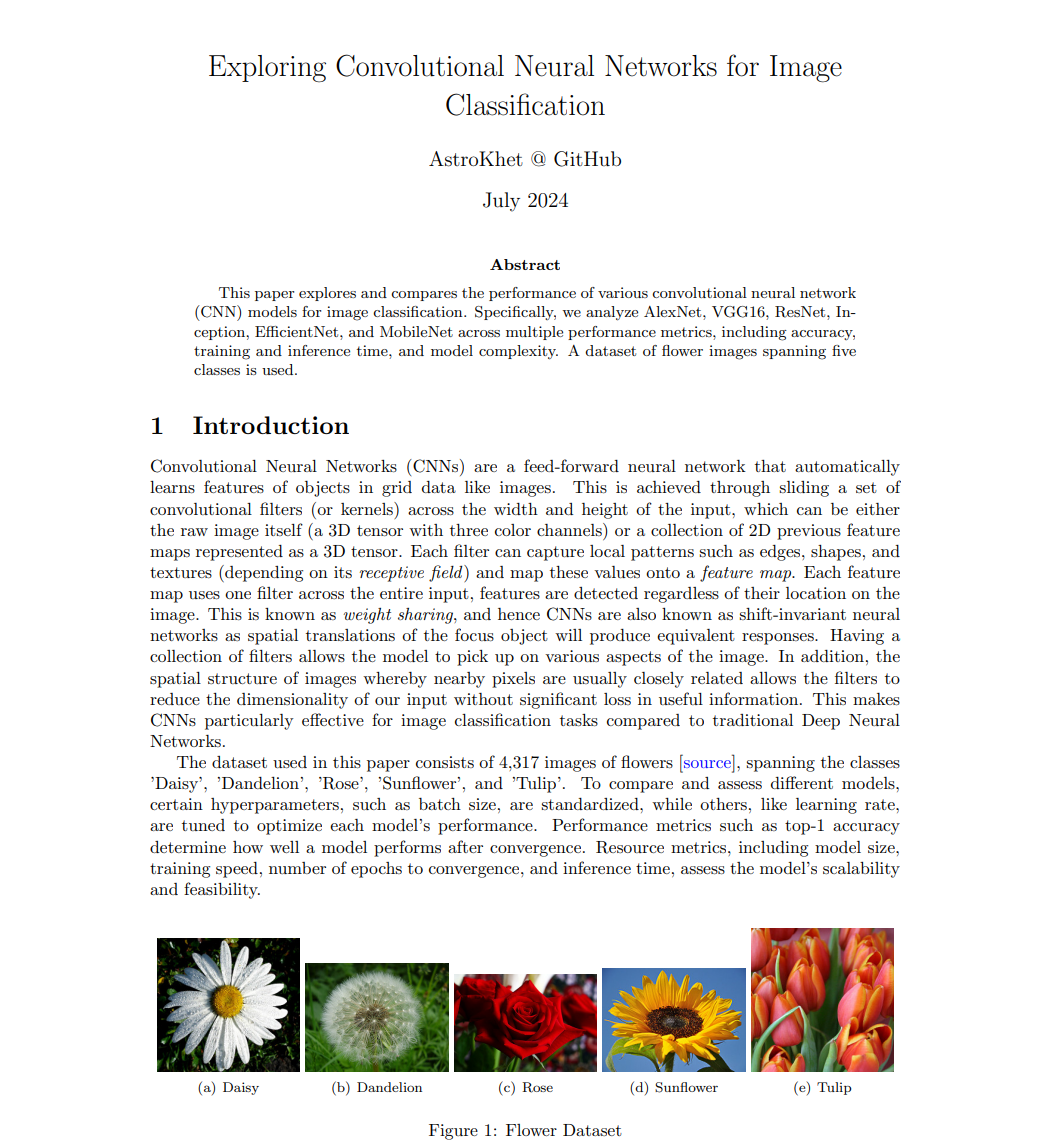 Exploring Convolutional Neural Networks for Image
Classification
AstroKhet @ GitHub
July 2024
Abstract
This paper explores and compares the performance of various convolutional neural network
(CNN) models for image classification. Specifically, we analyze AlexNet, VGG16, ResNet, In-
ception, EfficientNet, and MobileNet across multiple performance metrics, including accuracy,
training and inference time, and model complexity. A dataset of flower images spanning five
classes is used.
1 Introduction
Convolutional Neural Networks (CNNs) are a feed-forward neural network that automatically
learns features of objects in grid data like images. This is achieved through sliding a set of
convolutional filters (or kernels) across the width and height of the input, which can be either
the raw image itself (a 3D tensor with three color channels) or a collection of 2D previous feature
maps represented as a 3D tensor. Each filter can capture local patterns such as edges, shapes, and
textures (depending on its receptive field) and map these values onto a feature map. Each feature
map uses one filter across the entire input, features are detected regardless of their location on the
image. This is known as weight sharing, and hence CNNs are also known as shift-invariant neural
networks as spatial translations of the focus object will produce equivalent responses. Having a
collection of filters allows the model to pick up on various aspects of the image. In addition, the
spatial structure of images whereby nearby pixels are usually closely related allows the filters to
reduce the dimensionality of our input without significant loss in useful information. This makes
CNNs particularly effective for image classification tasks compared to traditional Deep Neural
Networks.
The dataset used in this paper consists of 4,317 images of flowers [source], spanning the classes
'Daisy', 'Dandelion', 'Rose', 'Sunflower', and 'Tulip'. To compare and assess different models,
certain hyperparameters, such as batch size, are standardized, while others, like learning rate,
are tuned to optimize each model's performance. Performance metrics such as top-1 accuracy
determine how well a model performs after convergence. Resource metrics, including model size,
training speed, number of epochs to convergence, and inference time, assess the model's scalability
and feasibility.
(a) Daisy
(b) Dandelion
(c) Rose
(d) Sunflower
(e) Tulip
Figure 1: Flower Dataset